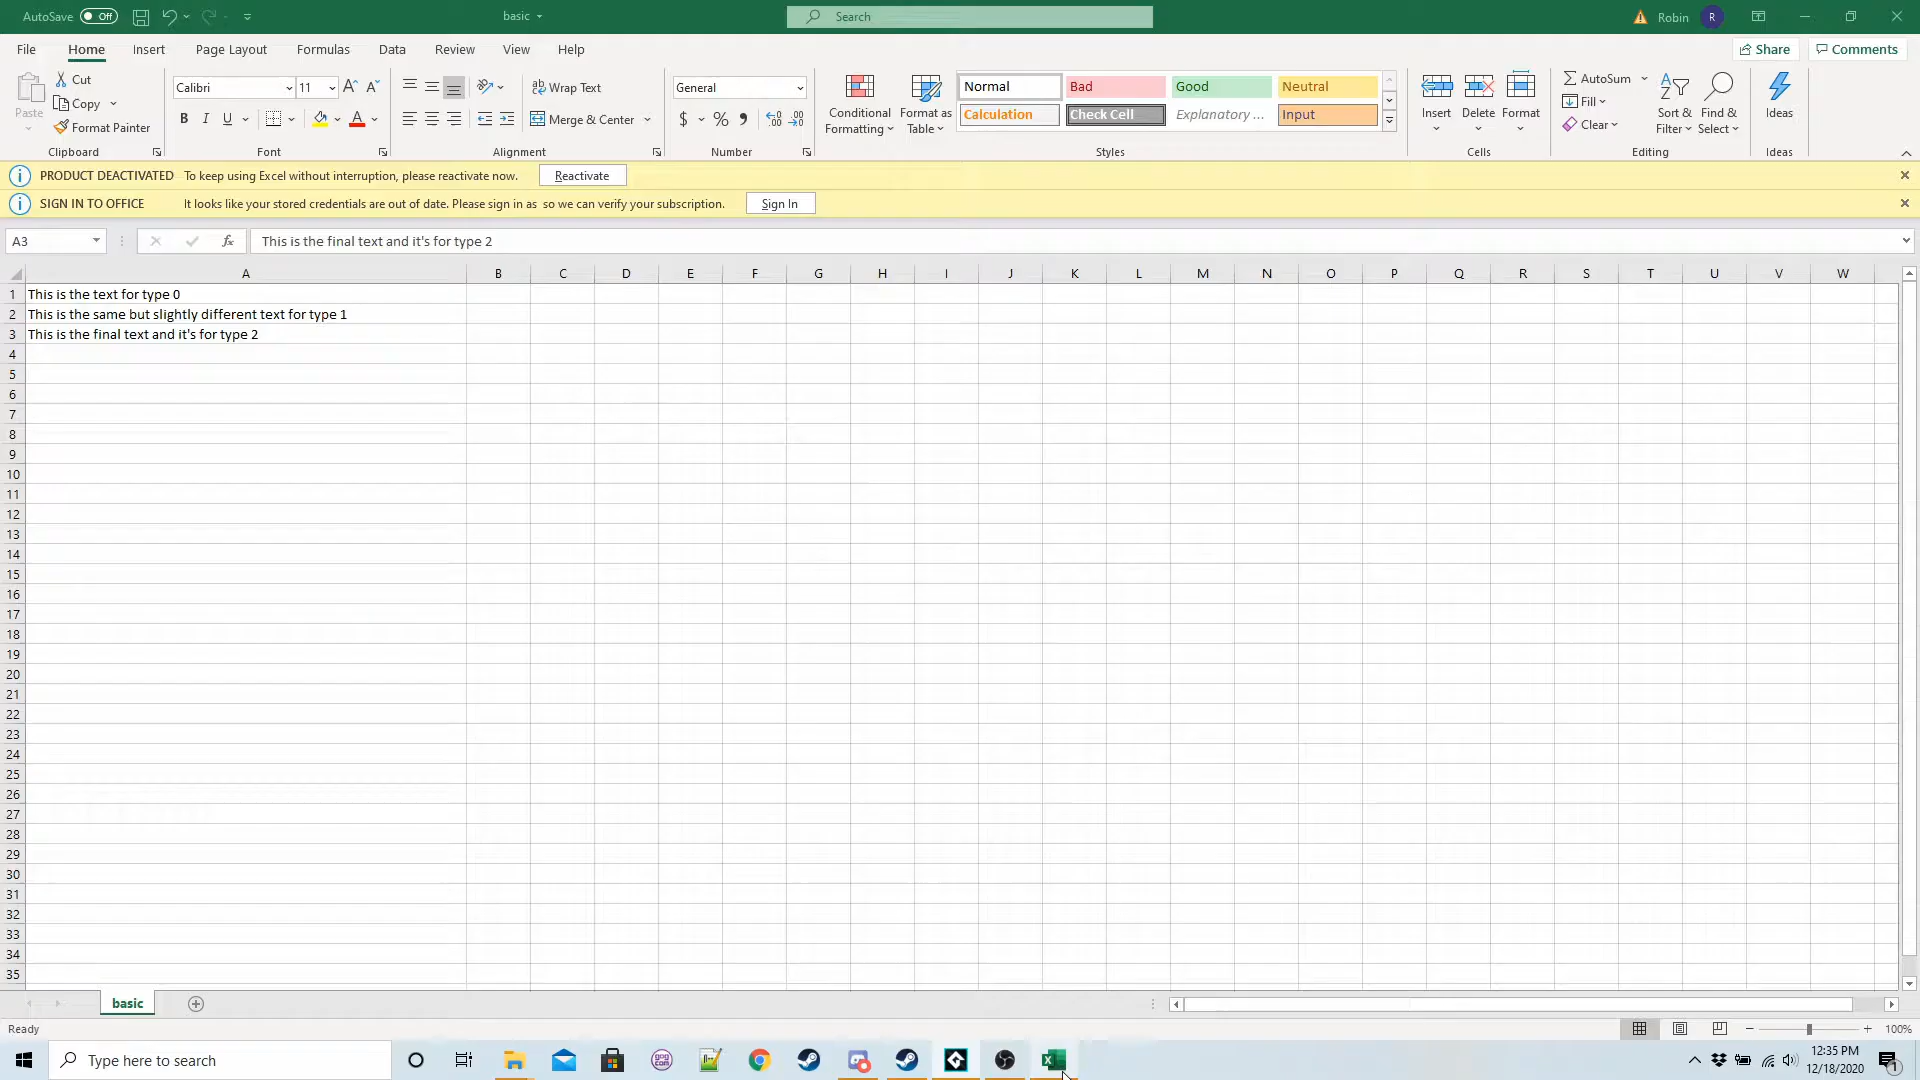 AutoSave Off basic Search Robin R
File Home Insert Page Layout Formulas Data Review View Help Share Comments
Paste Cut Copy Format Painter Clipboard
Calibri 11 A A B I U A Font
Wrap Text Merge & Center Alignment
General $ % 9 Number
Conditional Formatting Format as Table Normal Bad Good Neutral
Calculation Check Cell Explanatory ... Input Styles
Insert Delete Format Cells
AutoSum Fill Clear Sort & Filter Find & Select Editing
Ideas Ideas
PRODUCT DEACTIVATED To keep using Excel without interruption, please reactivate now. Reactivate
SIGN IN TO OFFICE It looks like your stored credentials are out of date. Please sign in as so we can verify your subscription. Sign In
A3 fx This is the final text and it's for type 2
A B C D E F G H I J K L M N O P Q R S T U V W
1 This is the text for type 0
2 This is the same but slightly different text for type 1
3 This is the final text and it's for type 2
4
5
6
7
8
9
10
11
12
13
14
15
16
17
18
19
20
21
22
23
24
25
26
27
28
29
30
31
32
33
34
35
basic
Ready 100%
Type here to search 12:35 PM
12/18/2020